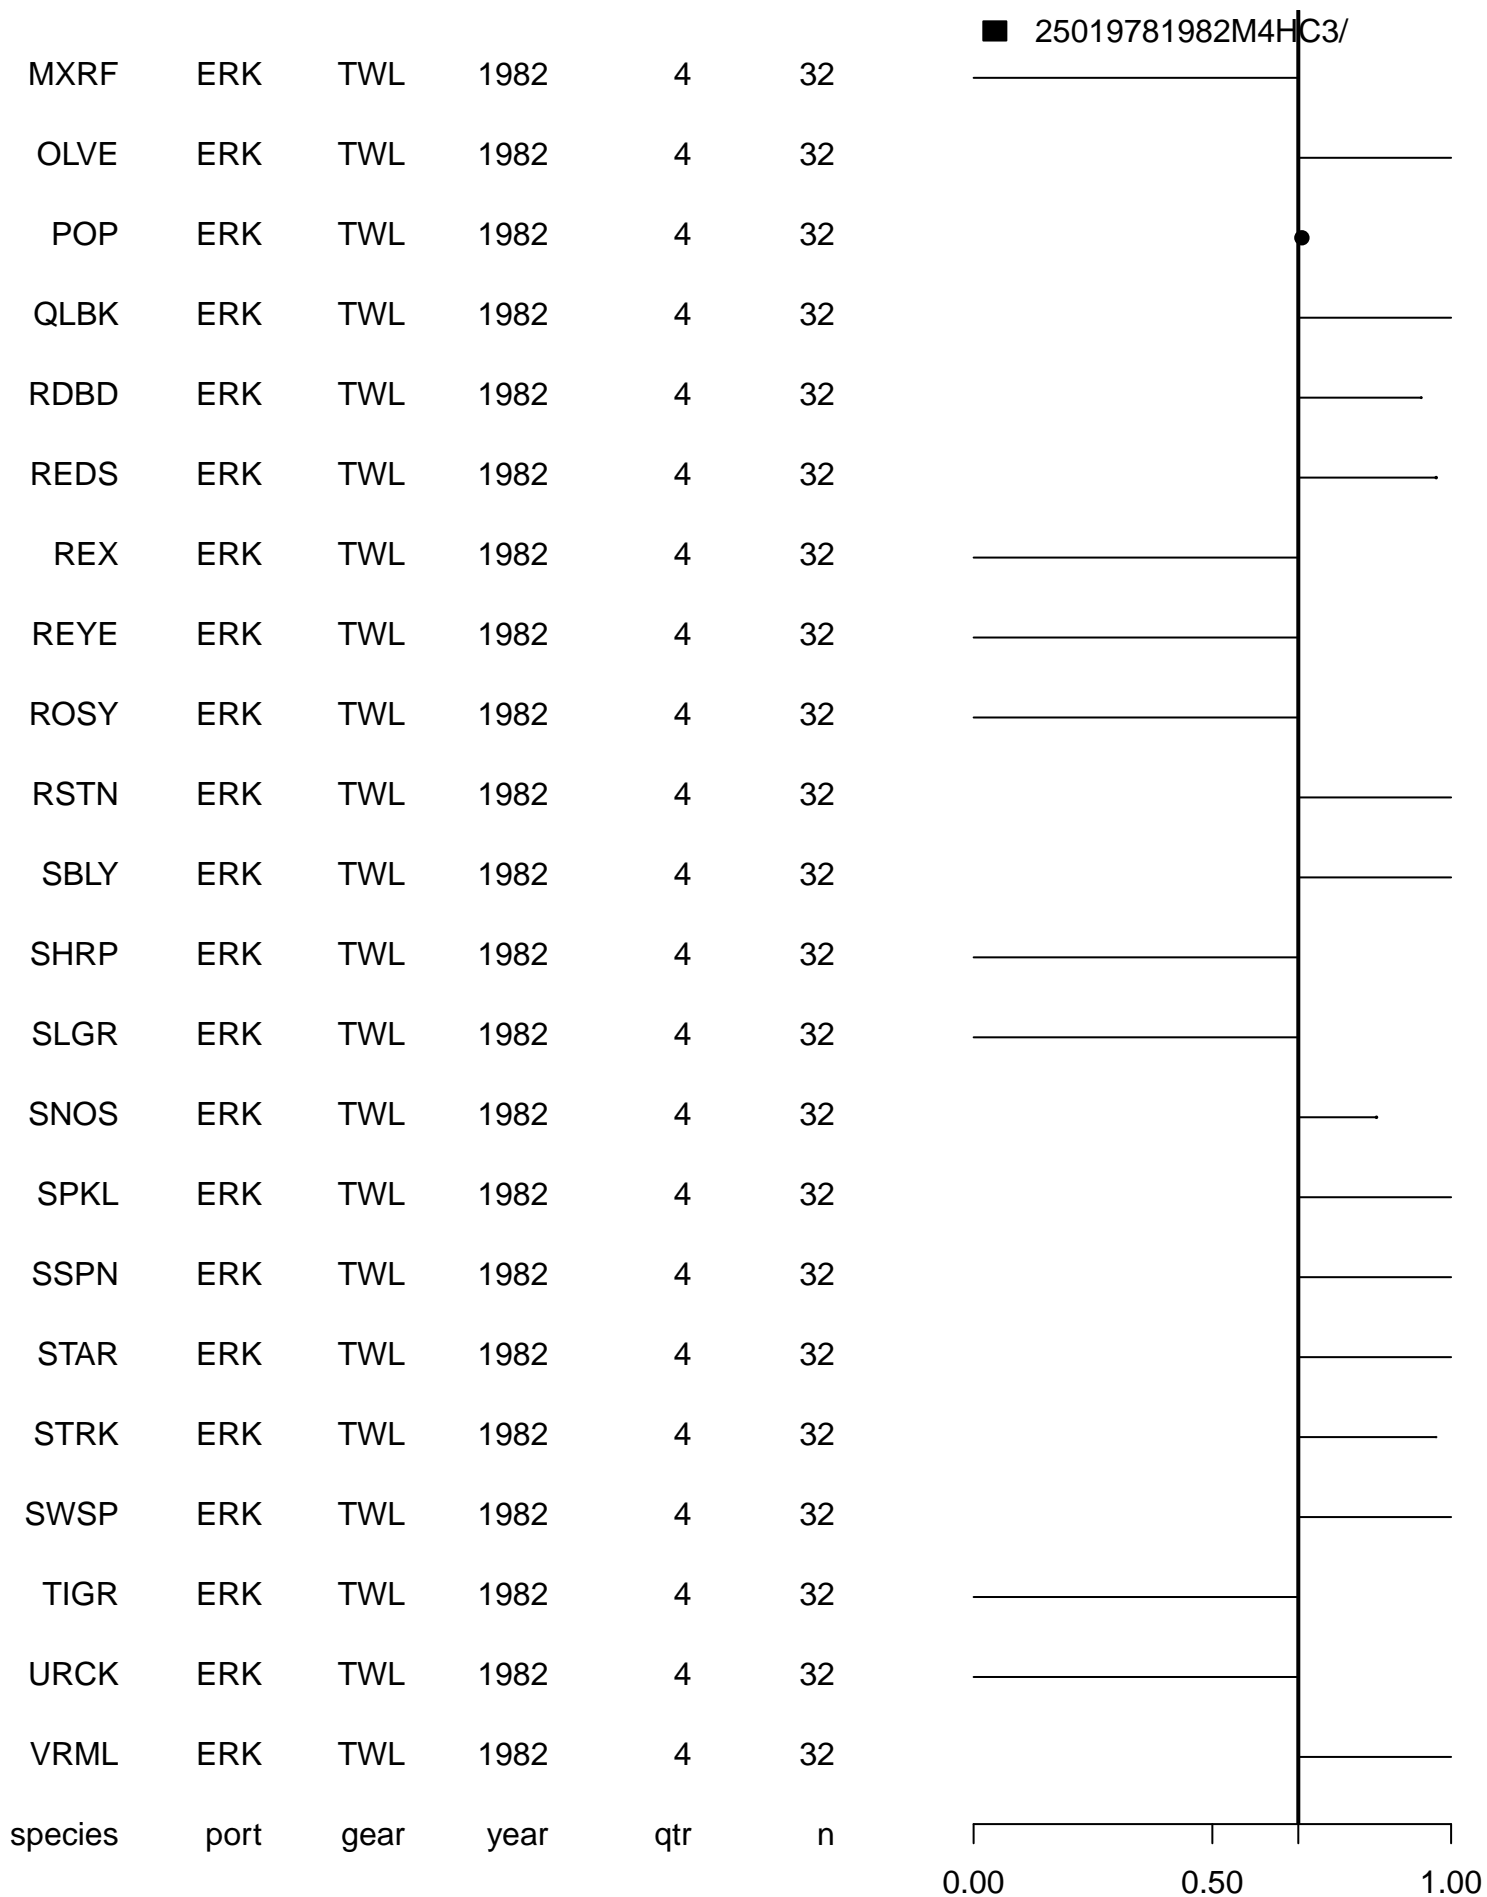 25019781982M4HC3/
MXRF ERK TWL 1982 4 32
OLVE ERK TWL 1982 4 32
POP ERK TWL 1982 4 32
QLBK ERK TWL 1982 4 32
RDBD ERK TWL 1982 4 32
REDS ERK TWL 1982 4 32
REX ERK TWL 1982 4 32
REYE ERK TWL 1982 4 32
ROSY ERK TWL 1982 4 32
RSTN ERK TWL 1982 4 32
SBLY ERK TWL 1982 4 32
SHRP ERK TWL 1982 4 32
SLGR ERK TWL 1982 4 32
SNOS ERK TWL 1982 4 32
SPKL ERK TWL 1982 4 32
SSPN ERK TWL 1982 4 32
STAR ERK TWL 1982 4 32
STRK ERK TWL 1982 4 32
SWSP ERK TWL 1982 4 32
TIGR ERK TWL 1982 4 32
URCK ERK TWL 1982 4 32
VRML ERK TWL 1982 4 32
species port gear year qtr n
0.00 0.50 1.00